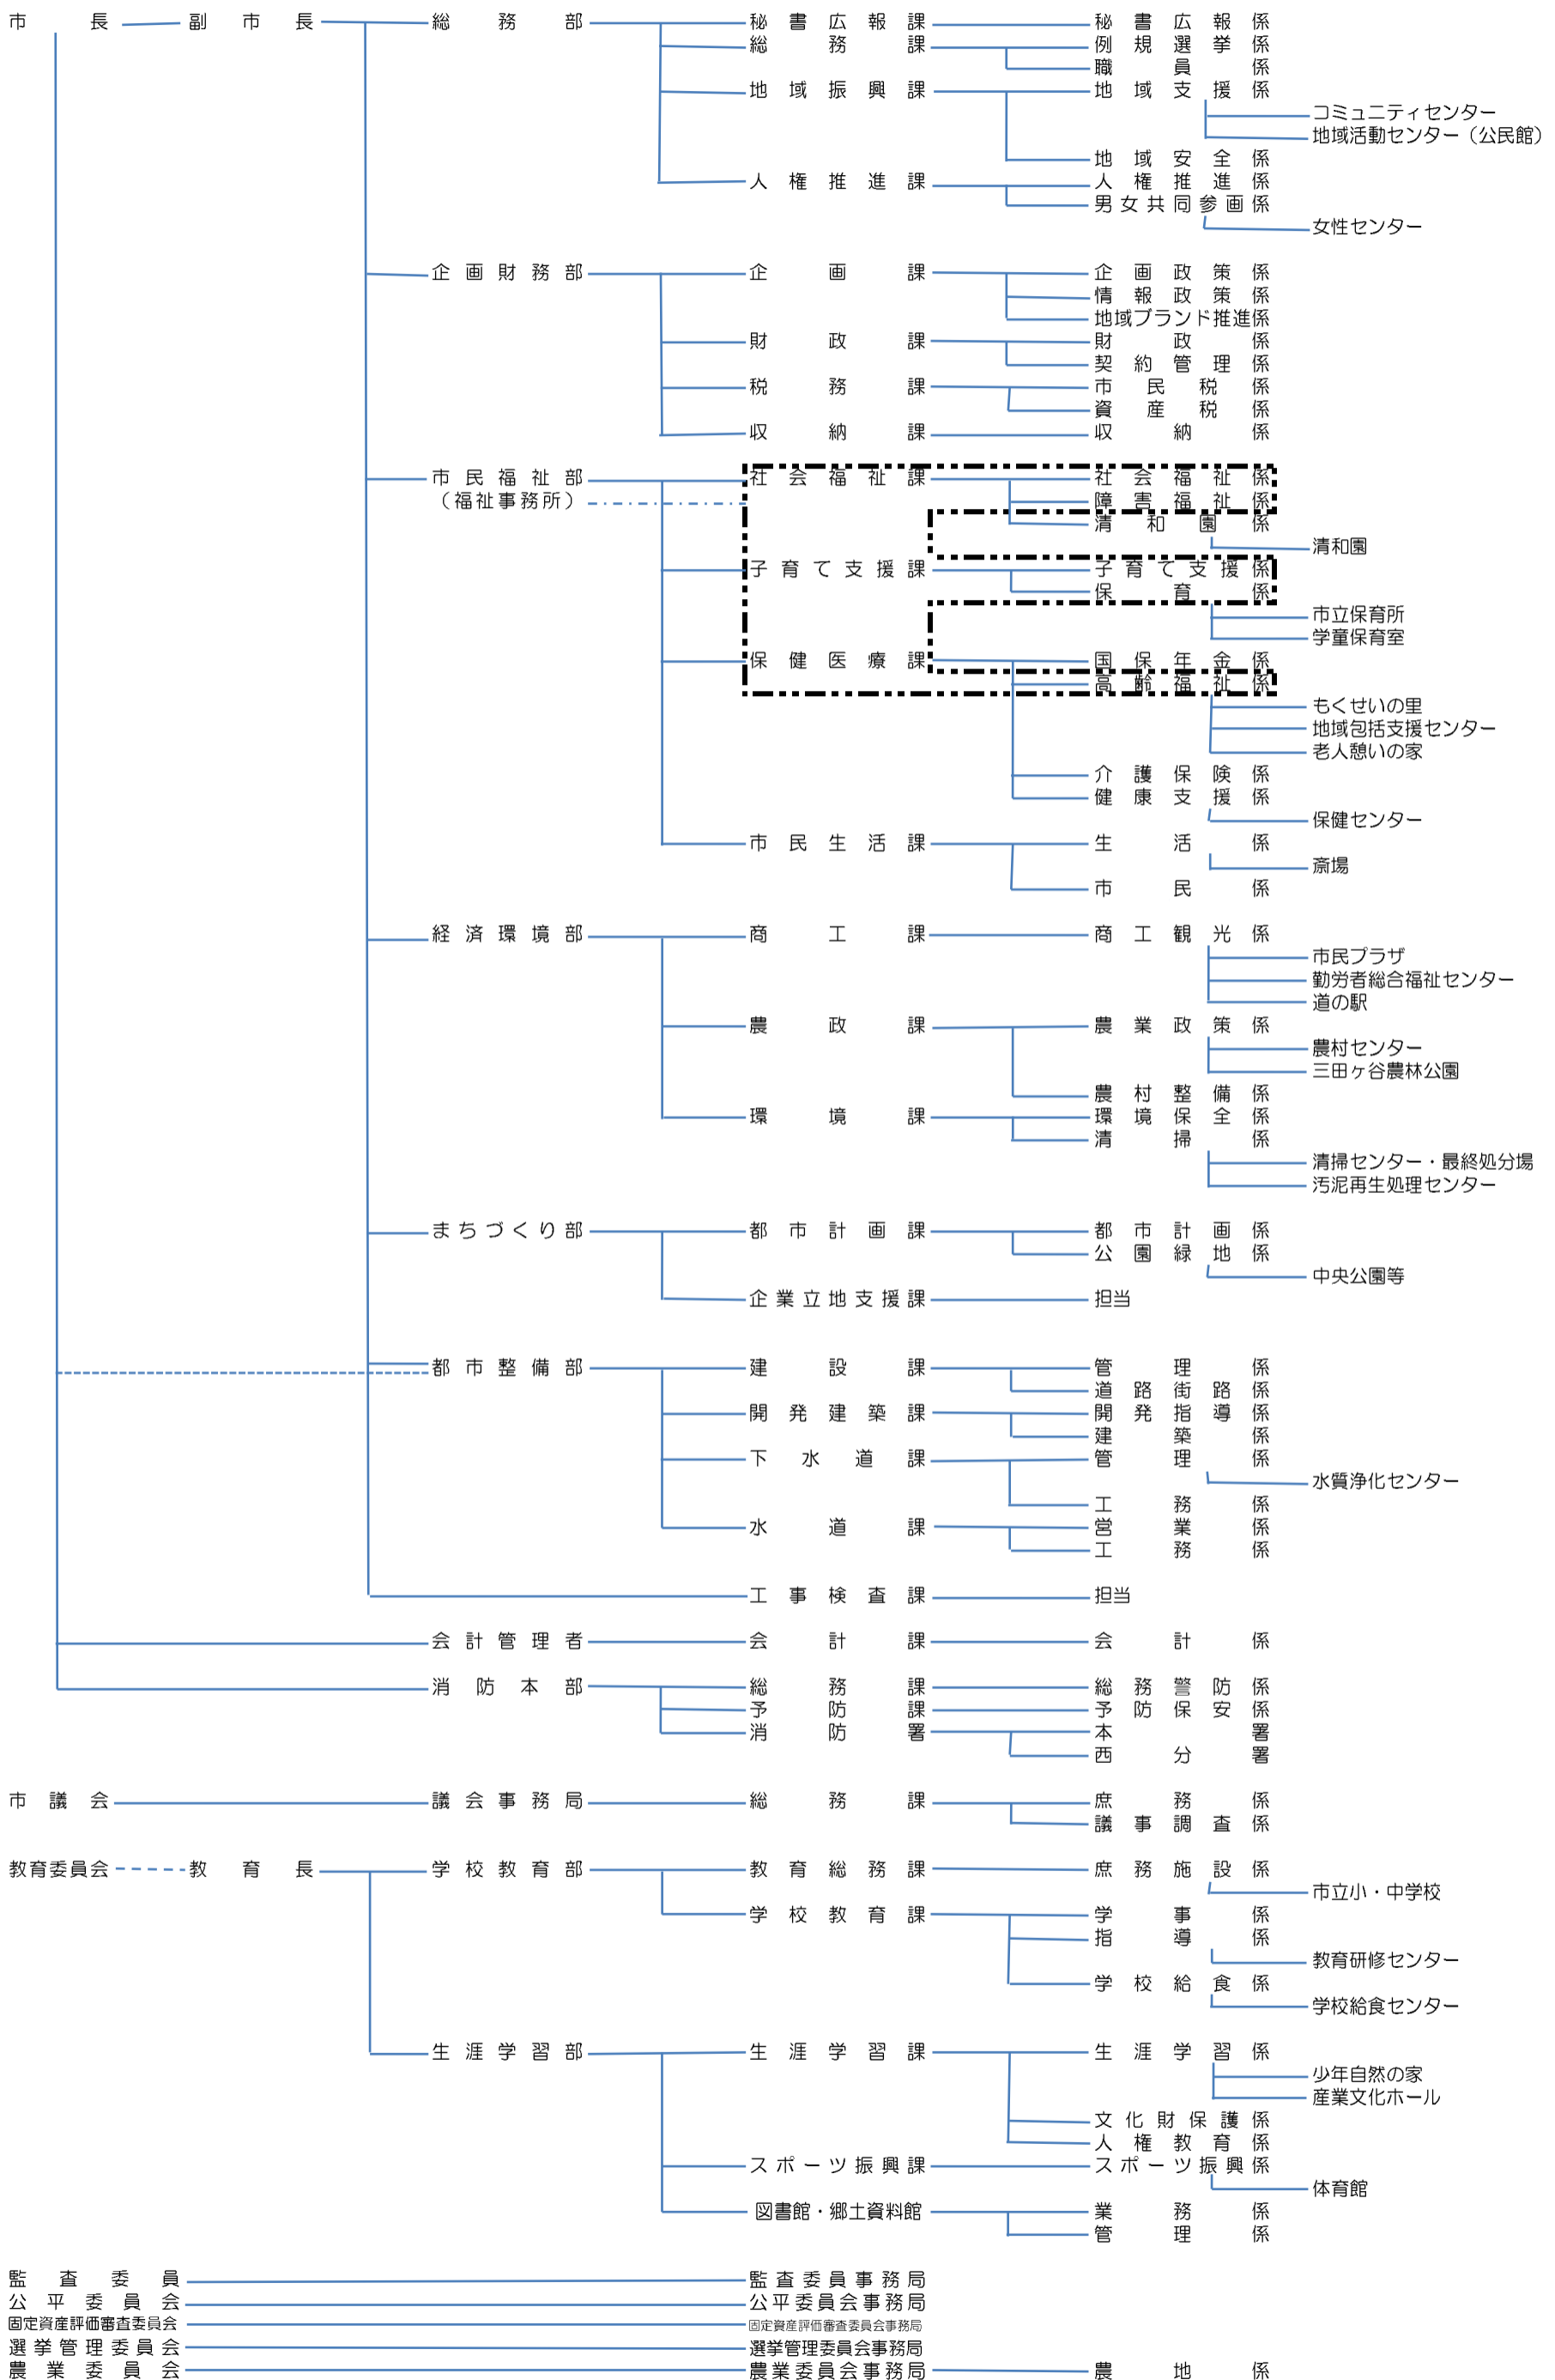 市長 副市長 総務部 秘書広報課 秘書広報係
総務課 例規選挙係
職員係
地域振興課 地域支援係
コミュニティセンター
地域活動センター（公民館）
地域安全係
人権推進課 人権推進係
男女共同参画係
女性センター
企画財務部 企画課 企画政策係
情報政策係
地域ブランド推進係
財政課 財政係
契約管理係
税務課 市民税係
資産税係
収納課 収納係
市民福祉部 社会福祉課 社会福祉係
（福祉事務所） 障害福祉係
清和園係
清和園
子育て支援課 子育て支援係
保育係
市立保育所
学童保育室
保健医療課 国保年金係
高齢福祉係
もくせいの里
地域包括支援センター
老人憩いの家
介護保険係
健康支援係
保健センター
市民生活課 生活係
斎場
市民係
経済環境部 商工課 商工観光係
市民プラザ
勤労者総合福祉センター
道の駅
農政課 農業政策係
農村センター
三田ヶ谷農林公園
農村整備係
環境課 環境保全係
清掃係
清掃センター・最終処分場
汚泥再生処理センター
まちづくり部 都市計画課 都市計画係
公園緑地係
中央公園等
企業立地支援課 担当
都市整備部 建設課 管理係
道路街路係
開発建築課 開発指導係
建築係
下水道課 管理係
水質浄化センター
工務係
水道課 営業係
工務係
工事検査課 担当
会計管理者 会計課 会計係
消防本部 総務課 総務警防係
予防課 予防保安係
消防署 本署
西分署
市議会 議会事務局 総務課 庶務係
議事調査係
教育委員会 教育長 学校教育部 教育総務課 庶務施設係
市立小・中学校
学校教育課 学事係
指導係
教育研修センター
学校給食係
学校給食センター
生涯学習部 生涯学習課 生涯学習係
少年自然の家
産業文化ホール
文化財保護係
人権教育係
スポーツ振興課 スポーツ振興係
体育館
図書館・郷土資料館 業務係
管理係
監査委員 監査委員事務局
公平委員会 公平委員会事務局
固定資産評価審査委員会 固定資産評価審査委員会事務局
選挙管理委員会 選挙管理委員会事務局
農業委員会 農業委員会事務局 農地係